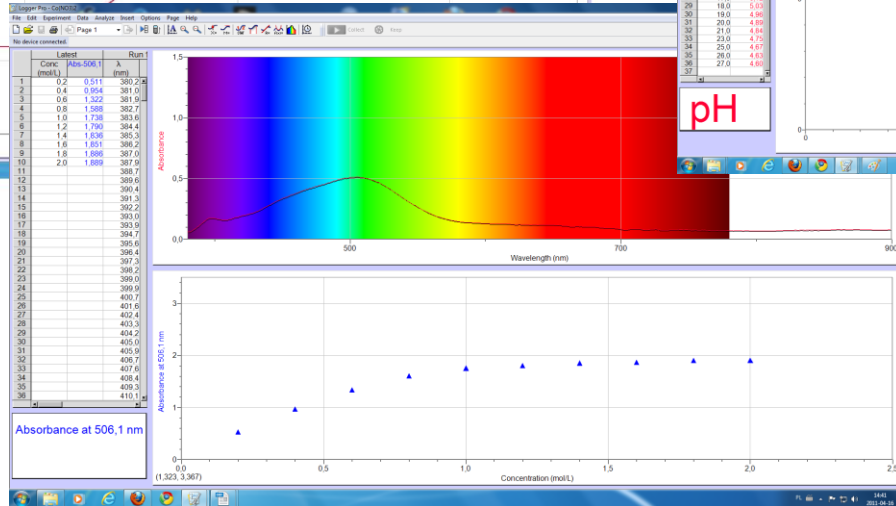 Logger Pro - Co(NO3)2
File Edit Experiment Data Analyze Insert Options Page Help
Page 1
Collect
Keep
No device connected.
Latest
Run 1
Conc
(mol/L)
Abs-506,1
λ
(nm)
1 0,2 0,511 380,2
2 0,4 0,954 381,0
3 0,6 1,322 381,9
4 0,8 1,588 382,7
5 1,0 1,738 383,6
6 1,2 1,790 384,4
7 1,4 1,836 385,3
8 1,6 1,851 386,2
9 1,8 1,886 387,0
10 2,0 1,889 387,9
11 388,7
12 389,6
13 390,4
14 391,3
15 392,2
16 393,0
17 393,9
18 394,7
19 395,6
20 396,4
21 397,3
22 398,2
23 399,0
24 399,9
25 400,7
26 401,6
27 402,4
28 403,3
29 404,2
30 405,0
31 405,9
32 406,7
33 407,6
34 408,4
35 409,3
36 410,1
Absorbance at 506,1 nm
1,5
1,0
0,5
0,0
Absorbance
500
700
900
Wavelength (nm)
3
2
1
0
Absorbance at 506,1 nm
0,0
0,5
1,0
1,5
2,0
2,5
(1,323, 3,367)
Concentration (mol/L)
29 18,0 5,03
30 19,0 4,96
31 20,0 4,89
32 21,0 4,84
33 23,0 4,75
34 25,0 4,67
35 26,0 4,63
36 27,0 4,60
37
pH
0
0
PL
14:41
2011-04-16